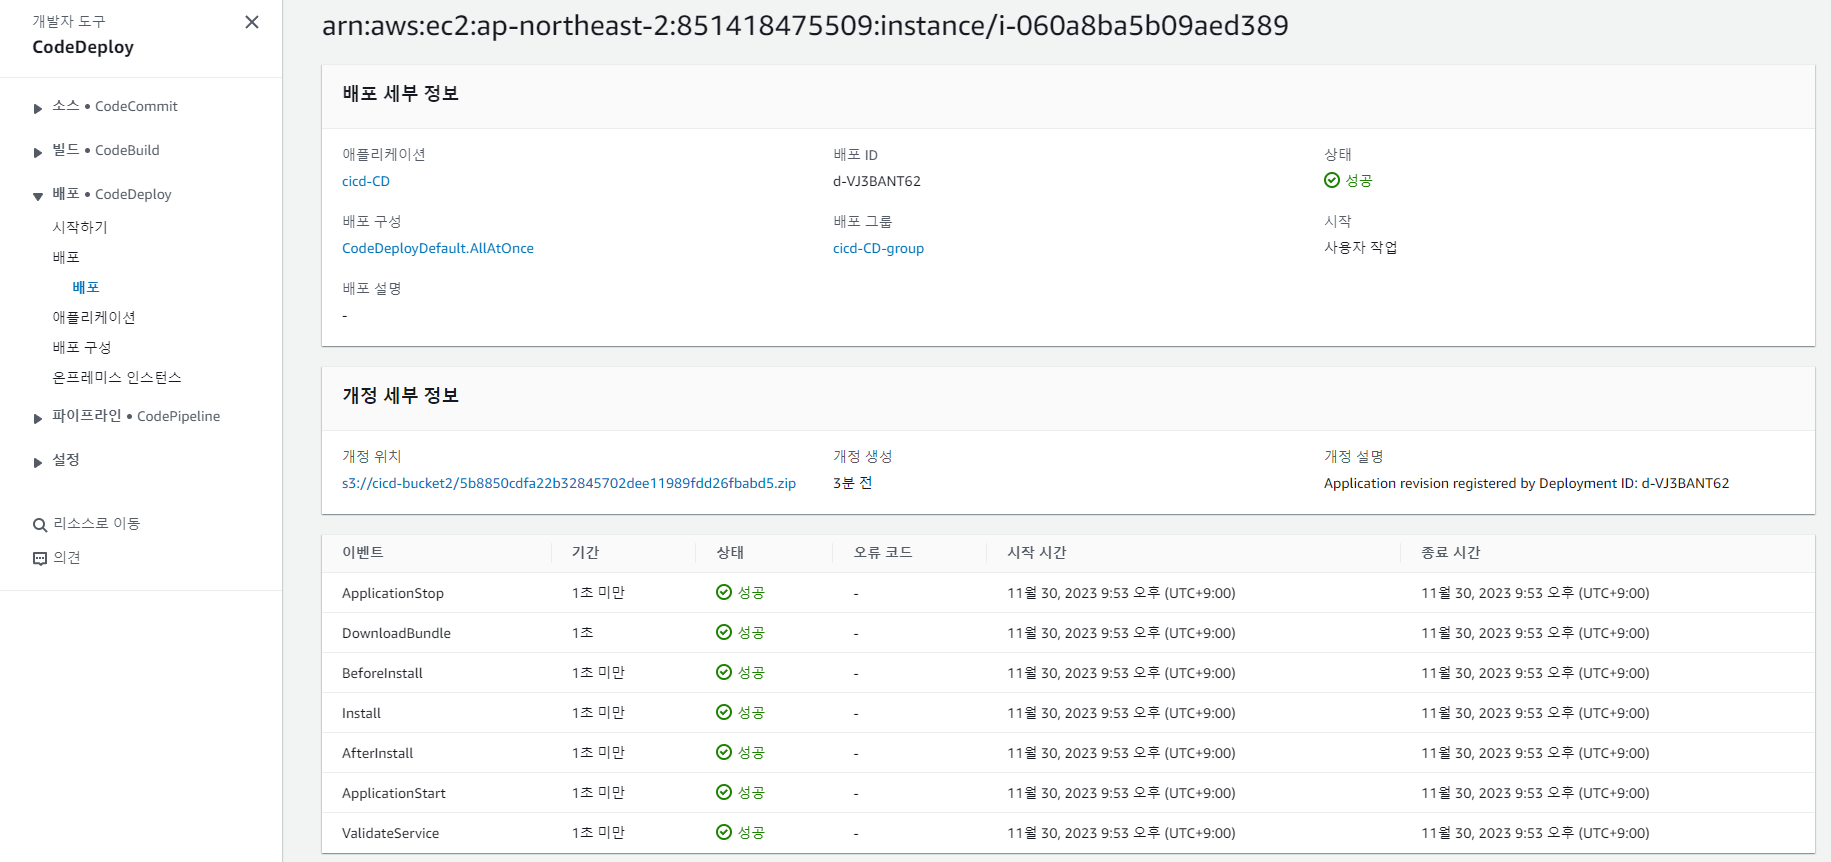 개발자 도구
CodeDeploy
소스 • CodeCommit
빌드 • CodeBuild
배포 • CodeDeploy
시작하기
배포
배포
애플리케이션
배포 구성
온프레미스 인스턴스
파이프라인 • CodePipeline
설정
리소스로 이동
의견
arn:aws:ec2:ap-northeast-2:851418475509:instance/i-060a8ba5b09aed389
배포 세부 정보
애플리케이션 배포 ID 상태
cicd-CD d-VJ3BANT62 성공
배포 구성 배포 그룹 시작
CodeDeployDefault.AllAtOnce cicd-CD-group 사용자 작업
배포 설명
-
개정 세부 정보
개정 위치 개정 생성 개정 설명
s3://cicd-bucket2/5b8850cdfa22b32845702dee11989fdd26fbabd5.zip 3분 전 Application revision registered by Deployment ID: d-VJ3BANT62
이벤트 기간 상태 오류 코드 시작 시간 종료 시간
ApplicationStop 1초 미만 성공 - 11월 30, 2023 9:53 오후 (UTC+9:00) 11월 30, 2023 9:53 오후 (UTC+9:00)
DownloadBundle 1초 성공 - 11월 30, 2023 9:53 오후 (UTC+9:00) 11월 30, 2023 9:53 오후 (UTC+9:00)
BeforeInstall 1초 미만 성공 - 11월 30, 2023 9:53 오후 (UTC+9:00) 11월 30, 2023 9:53 오후 (UTC+9:00)
Install 1초 미만 성공 - 11월 30, 2023 9:53 오후 (UTC+9:00) 11월 30, 2023 9:53 오후 (UTC+9:00)
AfterInstall 1초 미만 성공 - 11월 30, 2023 9:53 오후 (UTC+9:00) 11월 30, 2023 9:53 오후 (UTC+9:00)
ApplicationStart 1초 미만 성공 - 11월 30, 2023 9:53 오후 (UTC+9:00) 11월 30, 2023 9:53 오후 (UTC+9:00)
ValidateService 1초 미만 성공 - 11월 30, 2023 9:53 오후 (UTC+9:00) 11월 30, 2023 9:53 오후 (UTC+9:00)